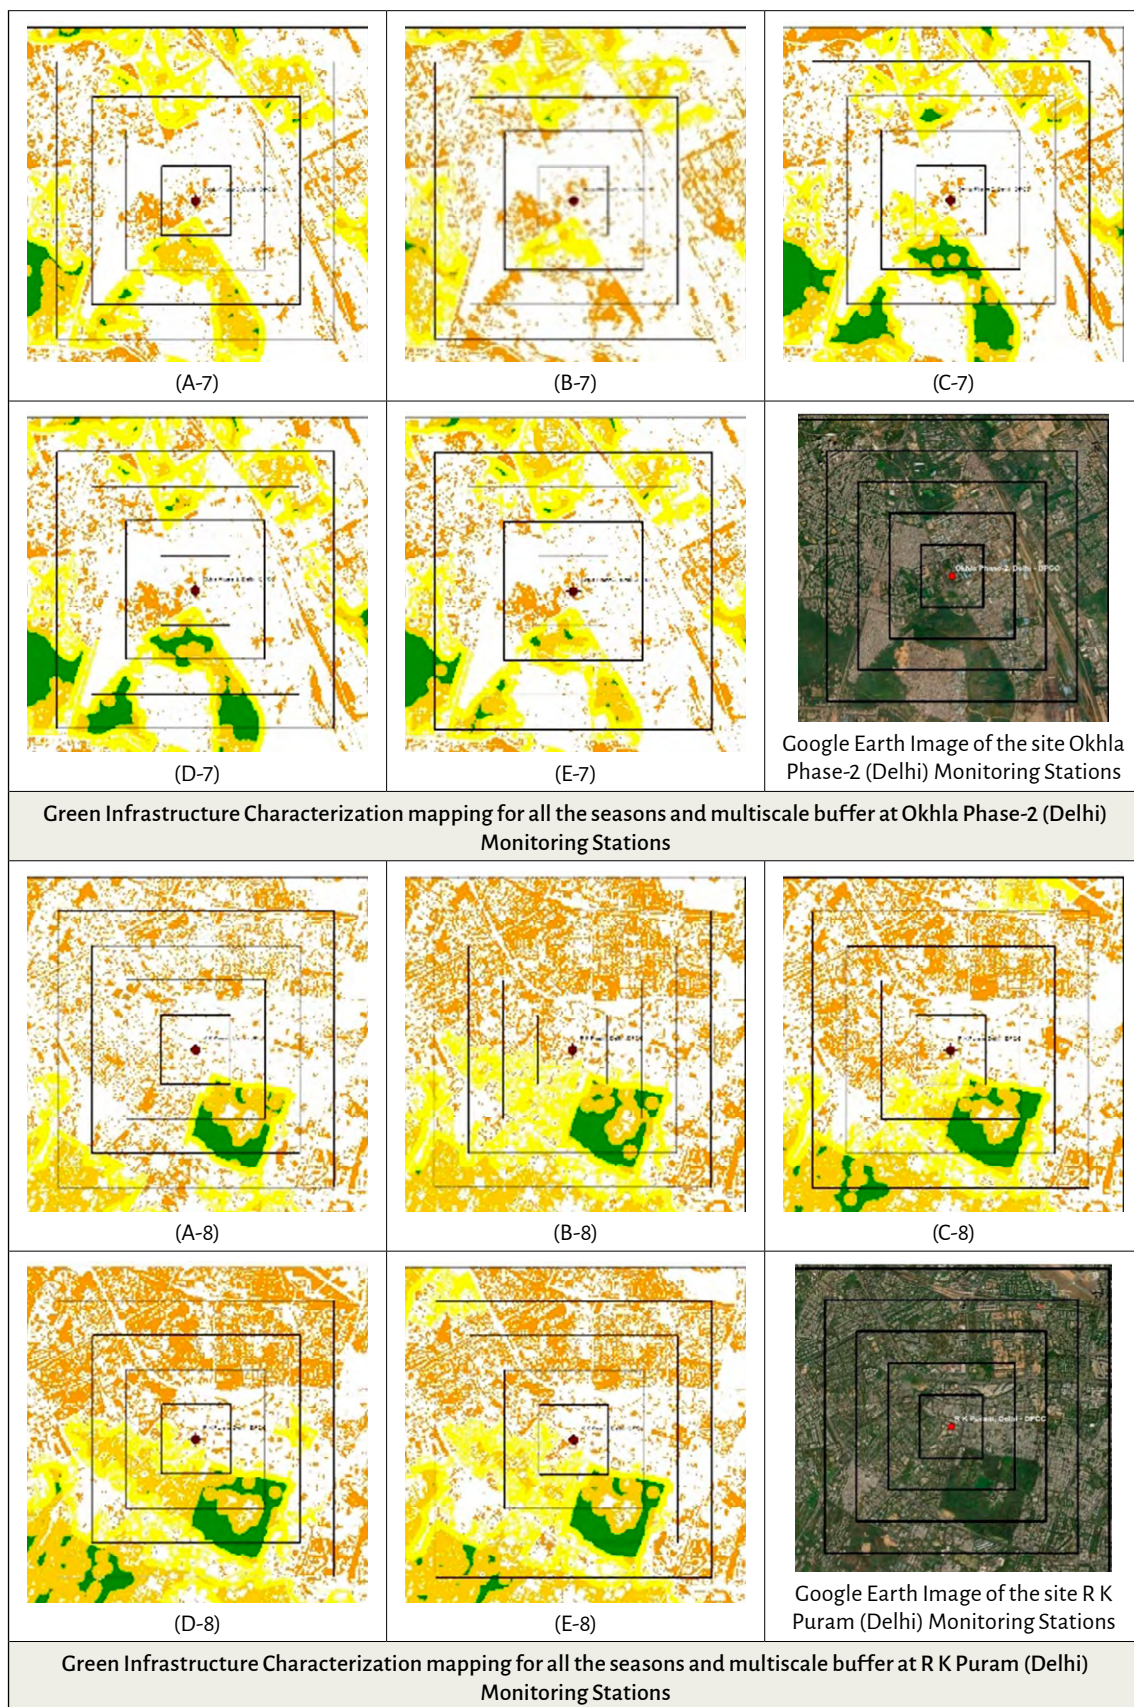 (A-7)
(B-7)
(C-7)
Okhla Phase-2, Delhi - DPCC
(D-7)
(E-7)
Google Earth Image of the site Okhla
Phase-2 (Delhi) Monitoring Stations
Green Infrastructure Characterization mapping for all the seasons and multiscale buffer at Okhla Phase-2 (Delhi)
Monitoring Stations
(A-8)
(B-8)
(C-8)
R K Puram, Delhi - DPCC
(D-8)
(E-8)
Google Earth Image of the site R K
Puram (Delhi) Monitoring Stations
Green Infrastructure Characterization mapping for all the seasons and multiscale buffer at R K Puram (Delhi)
Monitoring Stations